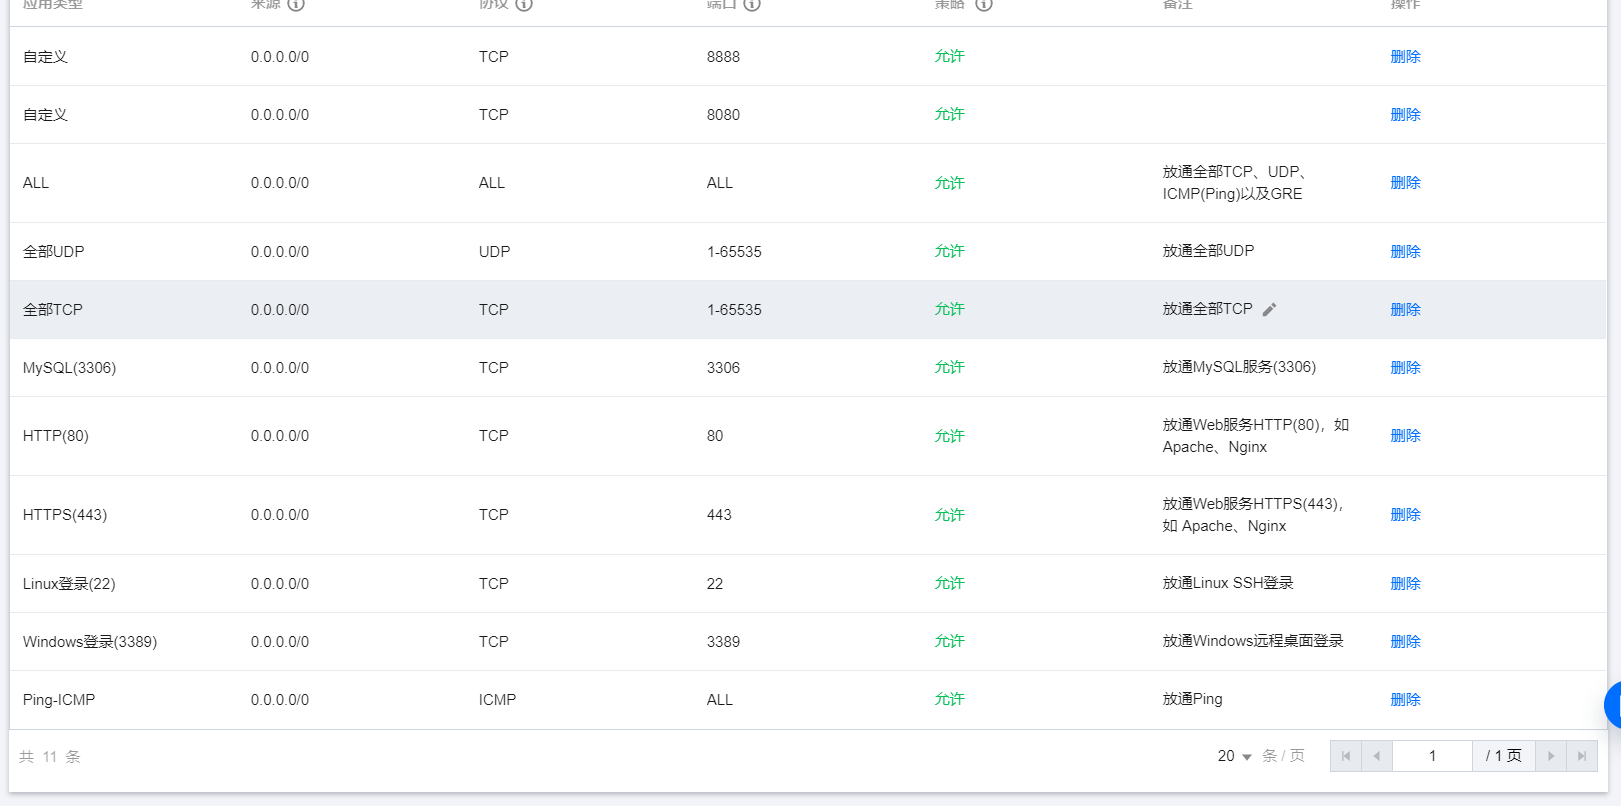 应用类型 来源 协议 端口 策略 备注 操作
自定义 0.0.0.0/0 TCP 8888 允许 删除
自定义 0.0.0.0/0 TCP 8080 允许 删除
ALL 0.0.0.0/0 ALL ALL 允许 放通全部TCP、UDP、
ICMP(Ping)以及GRE 删除
全部UDP 0.0.0.0/0 UDP 1-65535 允许 放通全部UDP 删除
全部TCP 0.0.0.0/0 TCP 1-65535 允许 放通全部TCP 删除
MySQL(3306) 0.0.0.0/0 TCP 3306 允许 放通MySQL服务(3306) 删除
HTTP(80) 0.0.0.0/0 TCP 80 允许 放通Web服务HTTP(80)，如
Apache、Nginx 删除
HTTPS(443) 0.0.0.0/0 TCP 443 允许 放通Web服务HTTPS(443)，
如 Apache、Nginx 删除
Linux登录(22) 0.0.0.0/0 TCP 22 允许 放通Linux SSH登录 删除
Windows登录(3389) 0.0.0.0/0 TCP 3389 允许 放通Windows远程桌面登录 删除
Ping-ICMP 0.0.0.0/0 ICMP ALL 允许 放通Ping 删除
共 11 条 20 条 / 页 1 / 1 页